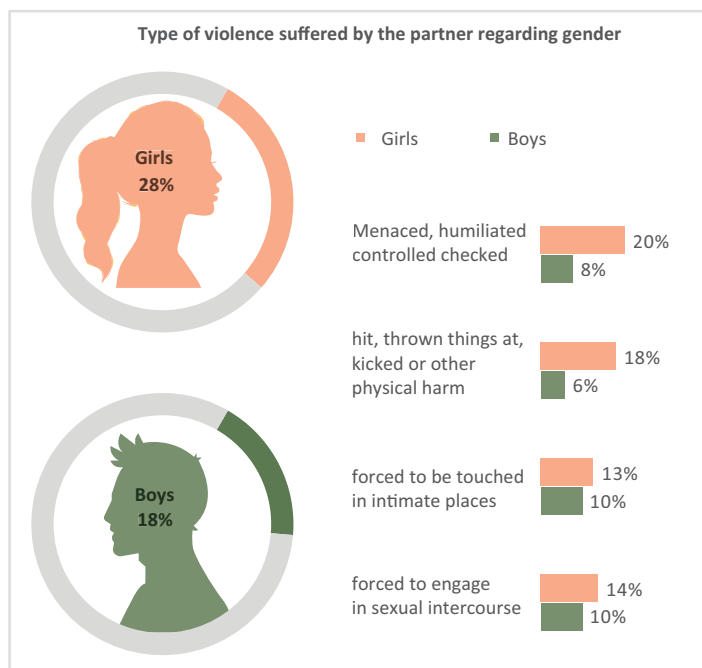 Type of violence suffered by the partner regarding gender
Girls
28%
Girls
Boys
Menaced, humiliated
controlled checked
20%
8%
hit, thrown things at,
kicked or other
physical harm
18%
6%
Boys
18%
forced to be touched
in intimate places
13%
10%
forced to engage
in sexual intercourse
14%
10%